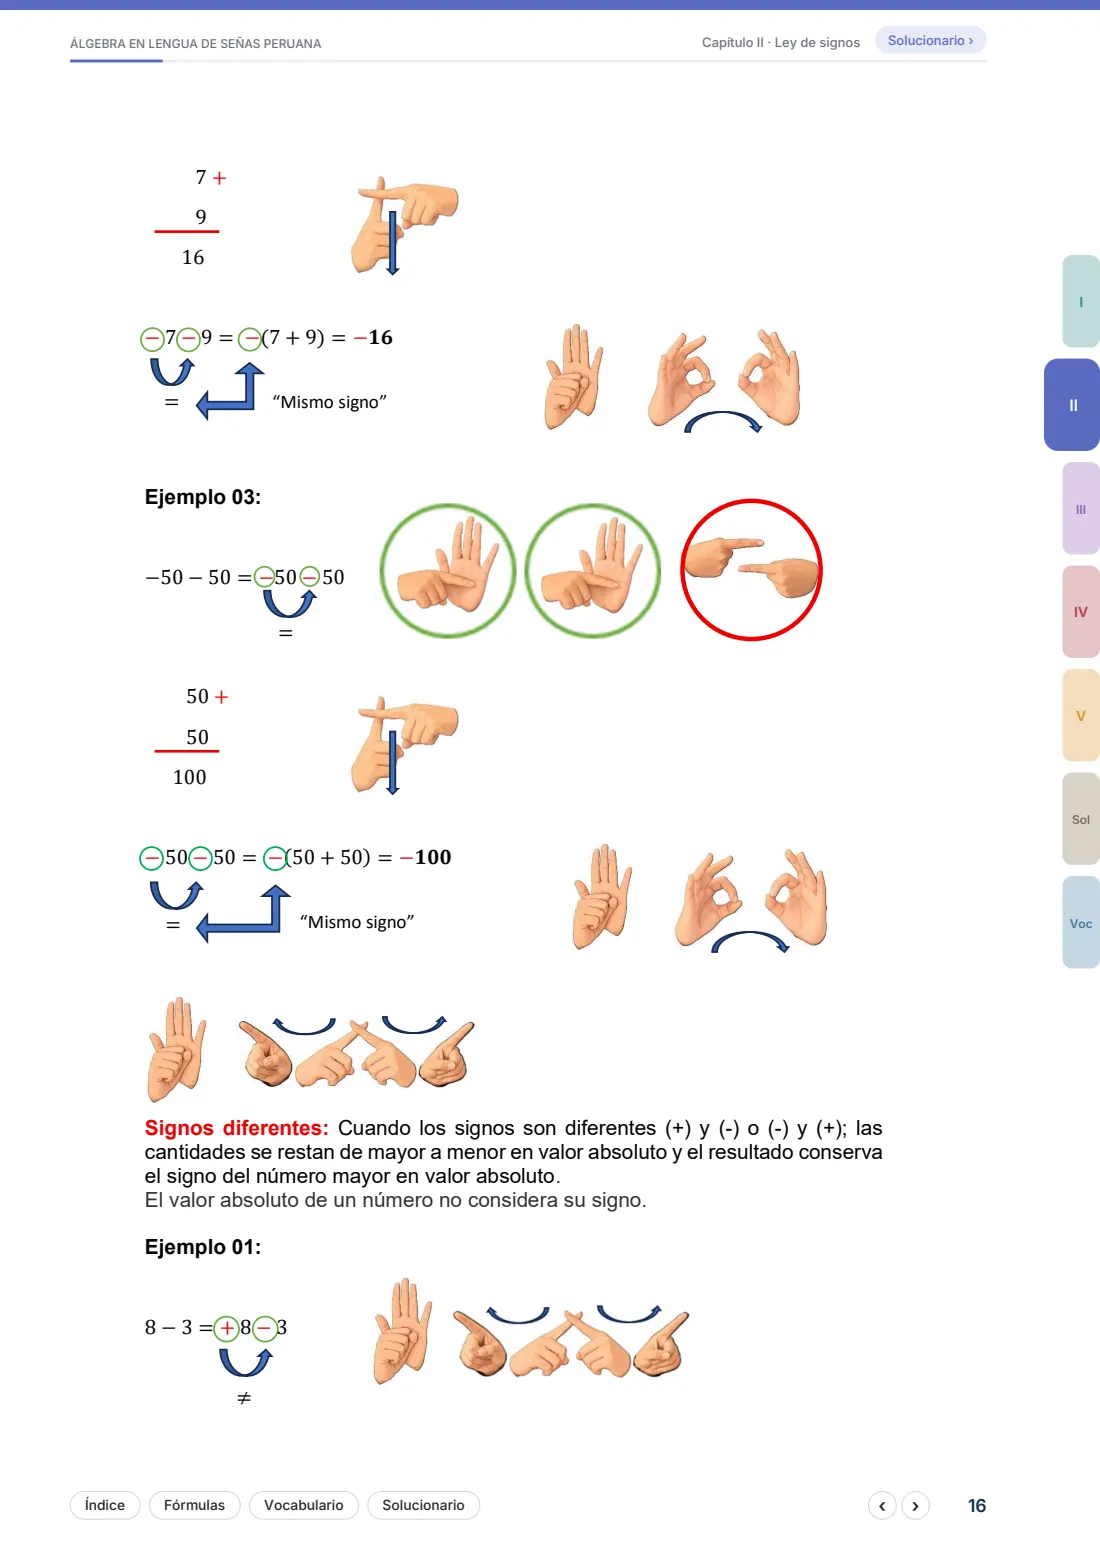 ÁLGEBRA EN LENGUA DE SEÑAS PERUANA
Capítulo II · Ley de signos
Solucionario ›
7 +
9
16
−7−9 = −(7 + 9) = −16
=
“Mismo signo”
Ejemplo 03:
−50 − 50 = −50 − 50
=
50 +
50
100
−50−50 = −(50 + 50) = −100
=
“Mismo signo”
Signos diferentes: Cuando los signos son diferentes (+) y (-) o (-) y (+); las
cantidades se restan de mayor a menor en valor absoluto y el resultado conserva
el signo del número mayor en valor absoluto.
El valor absoluto de un número no considera su signo.
Ejemplo 01:
8 − 3 = +8 − 3
≠
I
II
III
IV
V
Sol
Voc
Índice
Fórmulas
Vocabulario
Solucionario
‹
›
16